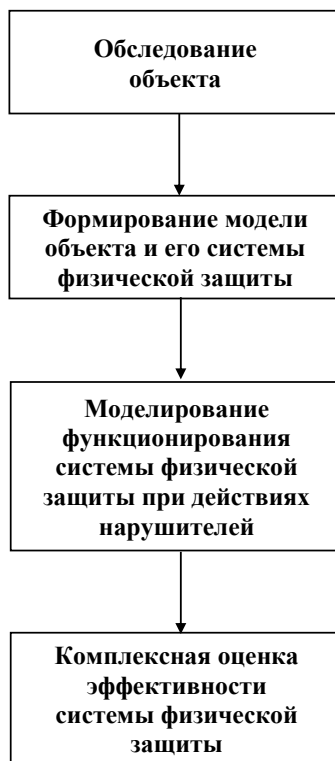 Обследование
объекта
Формирование модели
объекта и его системы
физической защиты
Моделирование
функционирования
системы физической
защиты при действиях
нарушителей
Комплексная оценка
эффективности
системы физической
защиты